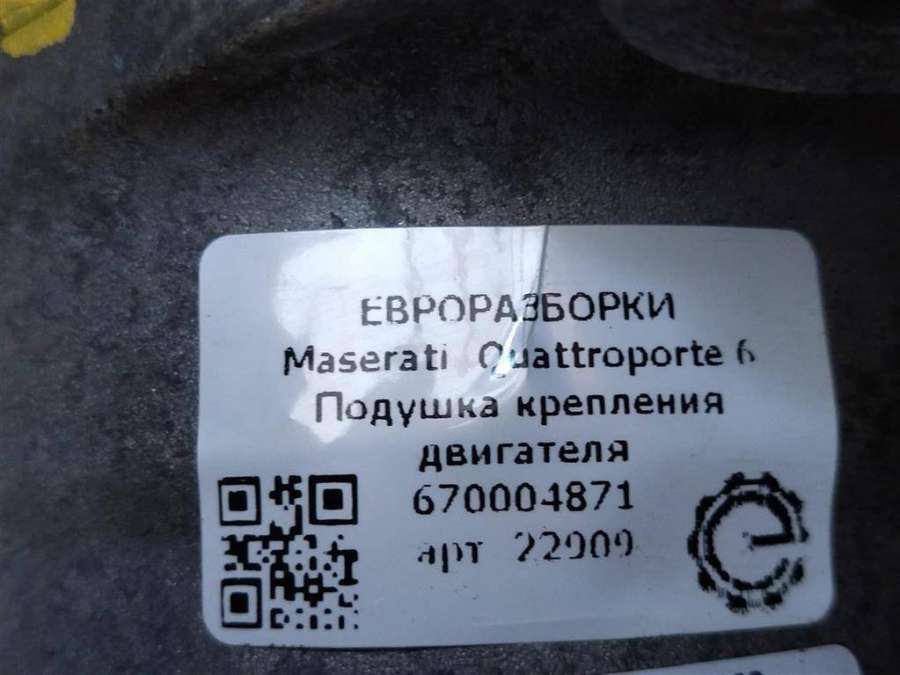 ЕВРОРАЗБОРКИ
Maserati Quattroporte 6
Подушка крепления
двигателя
670004871
арт 22909